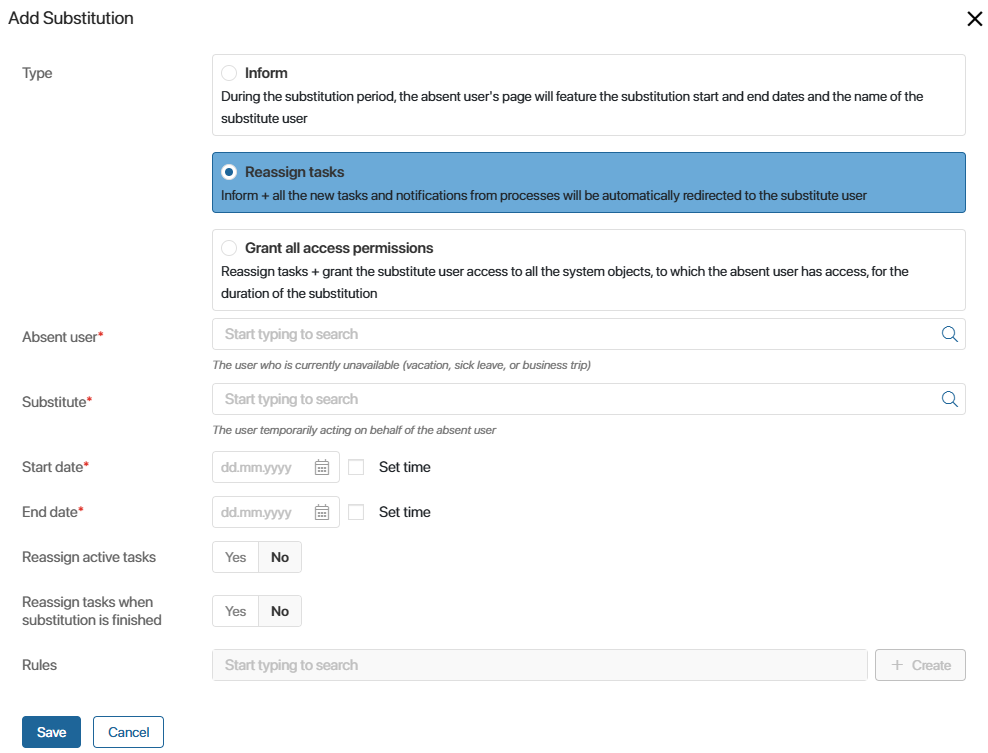 Add Substitution
Type
Inform
During the substitution period, the absent user's page will feature the substitution start and end dates and the name of the
substitute user
Reassign tasks
Inform + all the new tasks and notifications from processes will be automatically redirected to the substitute user
Grant all access permissions
Reassign tasks + grant the substitute user access to all the system objects, to which the absent user has access, for the
duration of the substitution
Absent user*
Start typing to search
The user who is currently unavailable (vacation, sick leave, or business trip)
Substitute*
Start typing to search
The user temporarily acting on behalf of the absent user
Start date*
dd.mm.yyyy
Set time
End date*
dd.mm.yyyy
Set time
Reassign active tasks
Yes No
Reassign tasks when
substitution is finished
Yes No
Rules
Start typing to search
+ Create
Save Cancel